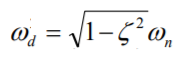 ω_d = √(1−ζ²) ω_n